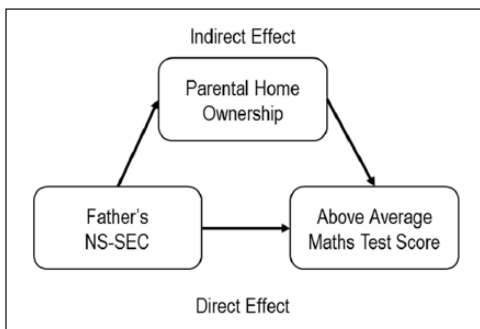 Indirect Effect
Parental Home
Ownership
Father's
NS-SEC
Above Average
Maths Test Score
Direct Effect